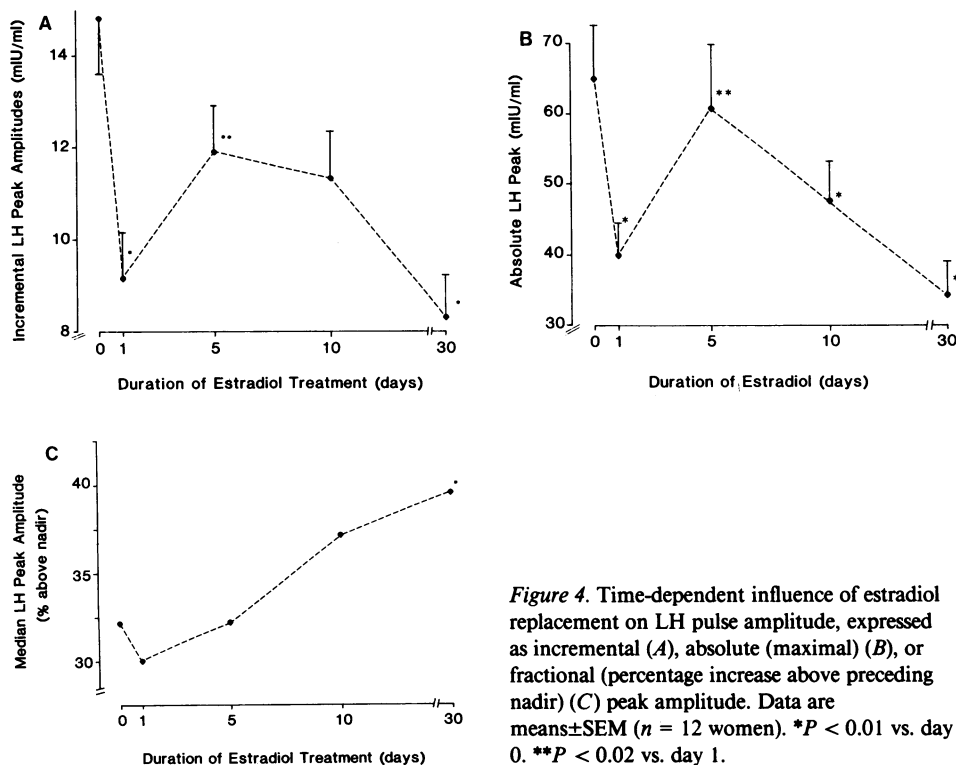 A
Incremental LH Peak Amplitudes (mIU/ml)
14
12
10
8
0 1 5 10 30
*
**
*
Duration of Estradiol Treatment (days)
B
Absolute LH Peak (mIU/ml)
70
60
50
40
30
0 1 5 10 30
*
**
*
*
Duration of Estradiol (days)
C
Median LH Peak Amplitude
(% above nadir)
40
35
30
0 1 5 10 30
*
Duration of Estradiol Treatment (days)
Figure 4. Time-dependent influence of estradiol
replacement on LH pulse amplitude, expressed
as incremental (A), absolute (maximal) (B), or
fractional (percentage increase above preceding
nadir) (C) peak amplitude. Data are
means±SEM (n = 12 women). *P < 0.01 vs. day
0. **P < 0.02 vs. day 1.